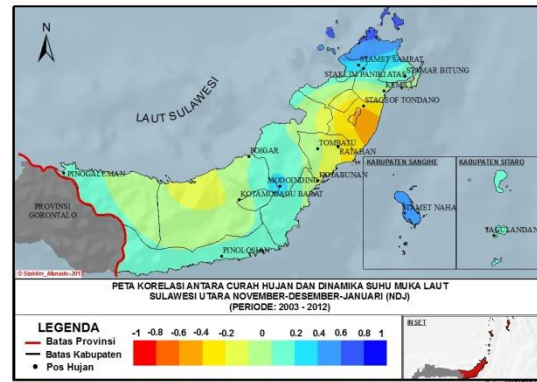 N
LAUT SULAWESI
STAMET SAMRAT
STAKLIM PANIKI ATAS
STAMAR BITUNG
STAGEOF TONDANO
TOMBATU
RATAHAN
POIGAR
MODOINDING
KOTABUNAN
KOTAMOBAGU BARAT
PINOGALEMAN
PINOLOSIAN
PROVINSI
GORONTALO
KABUPATEN SANGIHE
STAMET NAHA
KABUPATEN SITARO
TAGULANDANG
© Staklim_Manado-2013
PETA KORELASI ANTARA CURAH HUJAN DAN DINAMIKA SUHU MUKA LAUT
SULAWESI UTARA NOVEMBER-DESEMBER-JANUARI (NDJ)
(PERIODE: 2003 - 2012)
LEGENDA
Batas Provinsi
Batas Kabupaten
Pos Hujan
-1 -0.8 -0.6 -0.4 -0.2 0 0.2 0.4 0.6 0.8 1
INSET